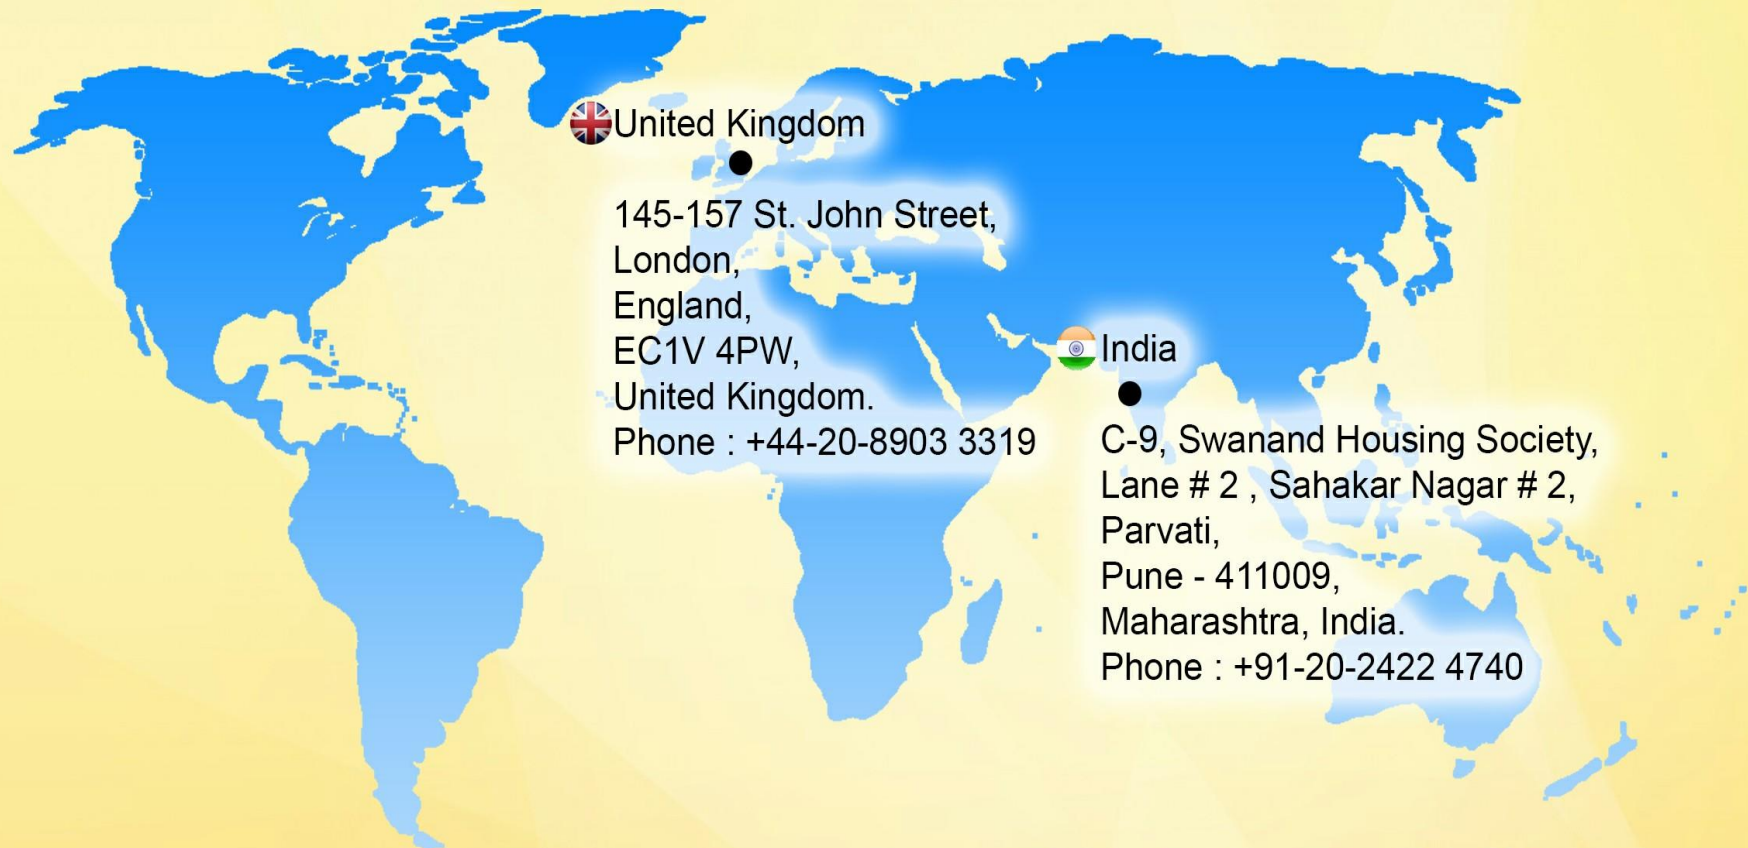 United Kingdom
145-157 St. John Street,
London,
England,
EC1V 4PW,
United Kingdom.
Phone : +44-20-8903 3319
India
C-9, Swanand Housing Society,
Lane # 2 , Sahakar Nagar # 2,
Parvati,
Pune - 411009,
Maharashtra, India.
Phone : +91-20-2422 4740